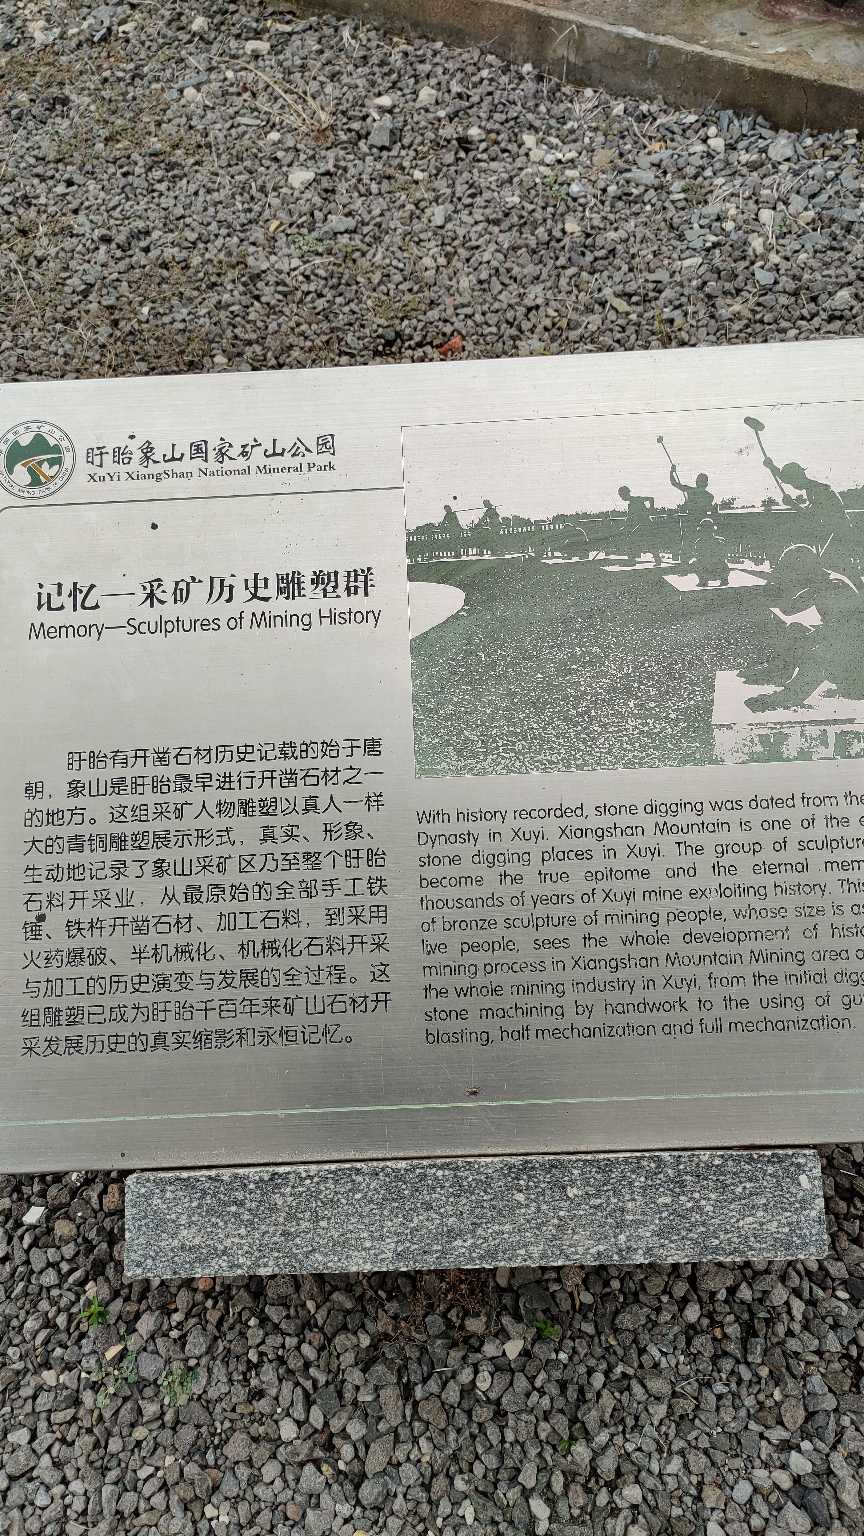 盱眙象山国家矿山公园
XuYi XiangShan National Mineral Park
记忆—采矿历史雕塑群
Memory—Sculptures of Mining History
盱眙有开凿石材历史记载的始于唐
朝，象山是盱眙最早进行开凿石材之一
的地方。这组采矿人物雕塑以真人一样
大的青铜雕塑展示形式，真实、形象、
生动地记录了象山采矿区乃至整个盱眙
石料开采业，从最原始的全部手工铁
锤、铁杵开凿石材、加工石料，到采用
火药爆破、半机械化、机械化石料开采
与加工的历史演变与发展的全过程。这
组雕塑已成为盱眙千百年来矿山石材开
采发展历史的真实缩影和永恒记忆。
With history recorded, stone digging was dated from the
Dynasty in Xuyi. Xiangshan Mountain is one of the
stone digging places in Xuyi. The group of
become the true epitome and the eternal
thousands of years of Xuyi mine exploiting history.
of bronze sculpture of mining people, whose size is
live people, sees the whole development of
mining process in Xiangshan Mountain Mining area
the whole mining industry in Xuyi, from the initial
stone machining by handwork to the using of
blasting, half mechanization and full mechanization.